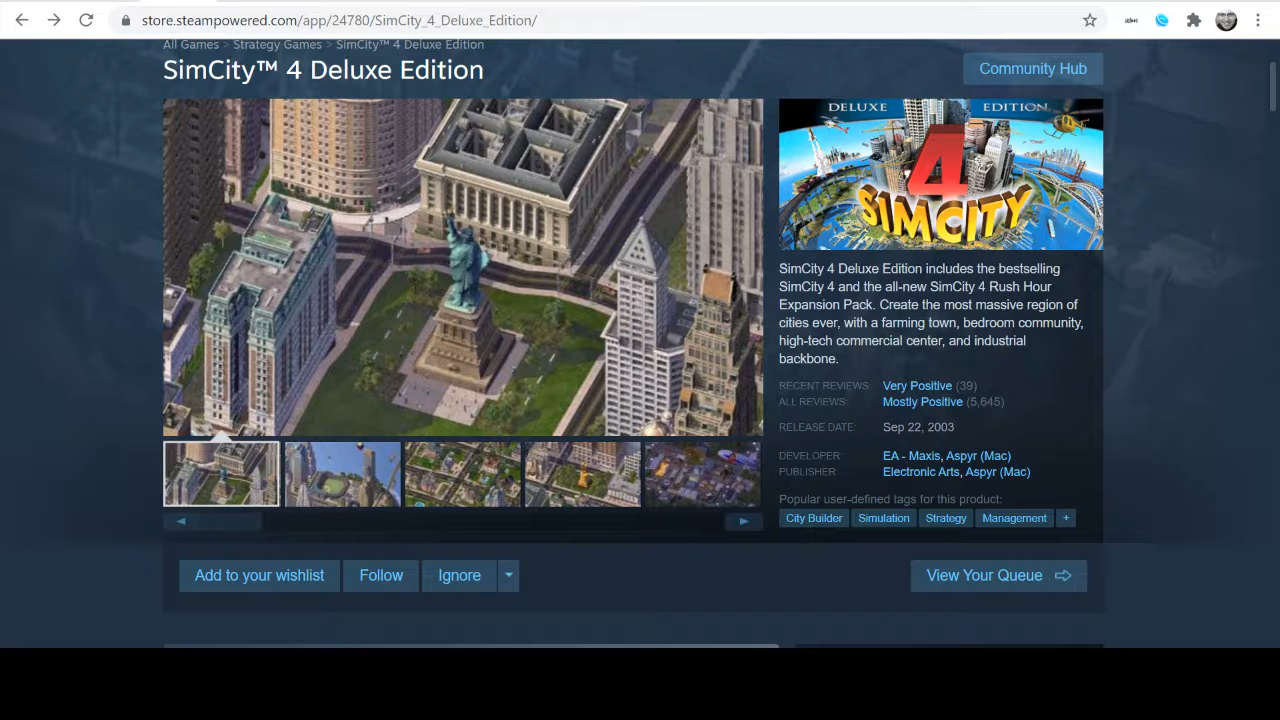 store.steampowered.com/app/24780/SimCity_4_Deluxe_Edition/
All Games > Strategy Games > SimCity™ 4 Deluxe Edition
SimCity™ 4 Deluxe Edition
Community Hub
DELUXE EDITION
4
SIMCITY
SimCity 4 Deluxe Edition includes the bestselling
SimCity 4 and the all-new SimCity 4 Rush Hour
Expansion Pack. Create the most massive region of
cities ever, with a farming town, bedroom community,
high-tech commercial center, and industrial
backbone.
RECENT REVIEWS: Very Positive (39)
ALL REVIEWS: Mostly Positive (5,645)
RELEASE DATE: Sep 22, 2003
DEVELOPER: EA - Maxis, Aspyr (Mac)
PUBLISHER: Electronic Arts, Aspyr (Mac)
Popular user-defined tags for this product:
City Builder Simulation Strategy Management +
Add to your wishlist Follow Ignore View Your Queue